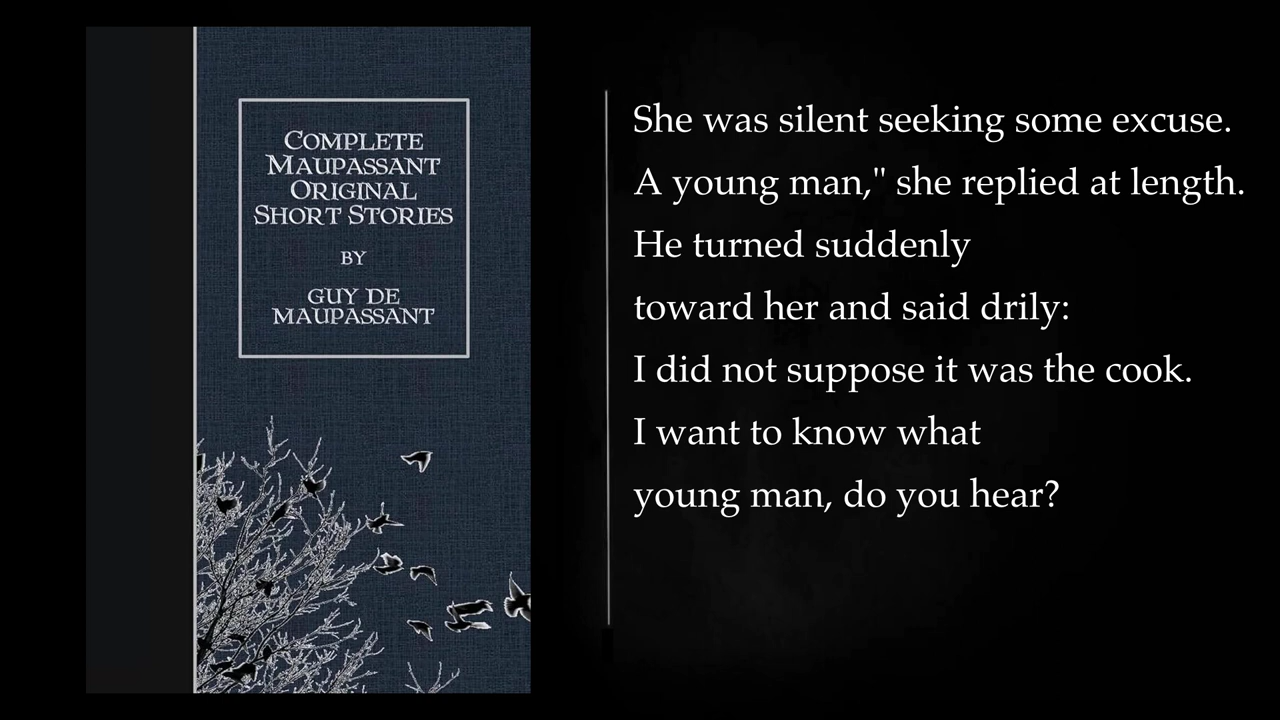 COMPLETE
MAUPASSANT
ORIGINAL
SHORT STORIES
BY
GUY DE
MAUPASSANT
She was silent seeking some excuse.
A young man," she replied at length.
He turned suddenly
toward her and said drily:
I did not suppose it was the cook.
I want to know what
young man, do you hear?